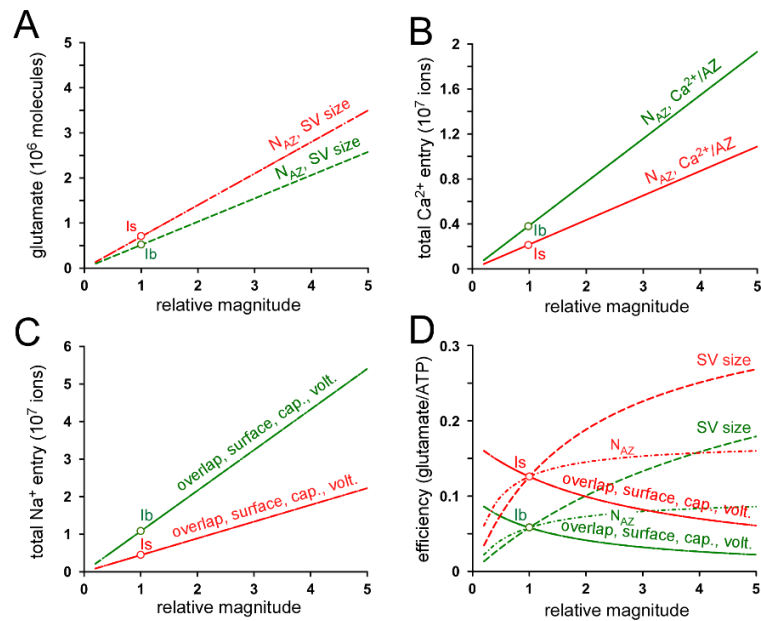 A
glutamate (10⁶ molecules)
5
4
3
2
1
0
N_AZ, SV size
N_AZ, SV size
Is
Ib
0 1 2 3 4 5
relative magnitude
B
total Ca²⁺ entry (10⁷ ions)
2
1.6
1.2
0.8
0.4
0
N_AZ, Ca²⁺/AZ
N_AZ, Ca²⁺/AZ
Ib
Is
0 1 2 3 4 5
relative magnitude
C
total Na⁺ entry (10⁷ ions)
6
5
4
3
2
1
0
overlap, surface, cap., volt.
overlap, surface, cap., volt.
Ib
Is
0 1 2 3 4 5
relative magnitude
D
efficiency (glutamate/ATP)
0.3
0.2
0.1
0
SV size
SV size
N_AZ
Is
overlap, surface, cap., volt.
Ib
N_AZ
overlap, surface, cap., volt.
0 1 2 3 4 5
relative magnitude